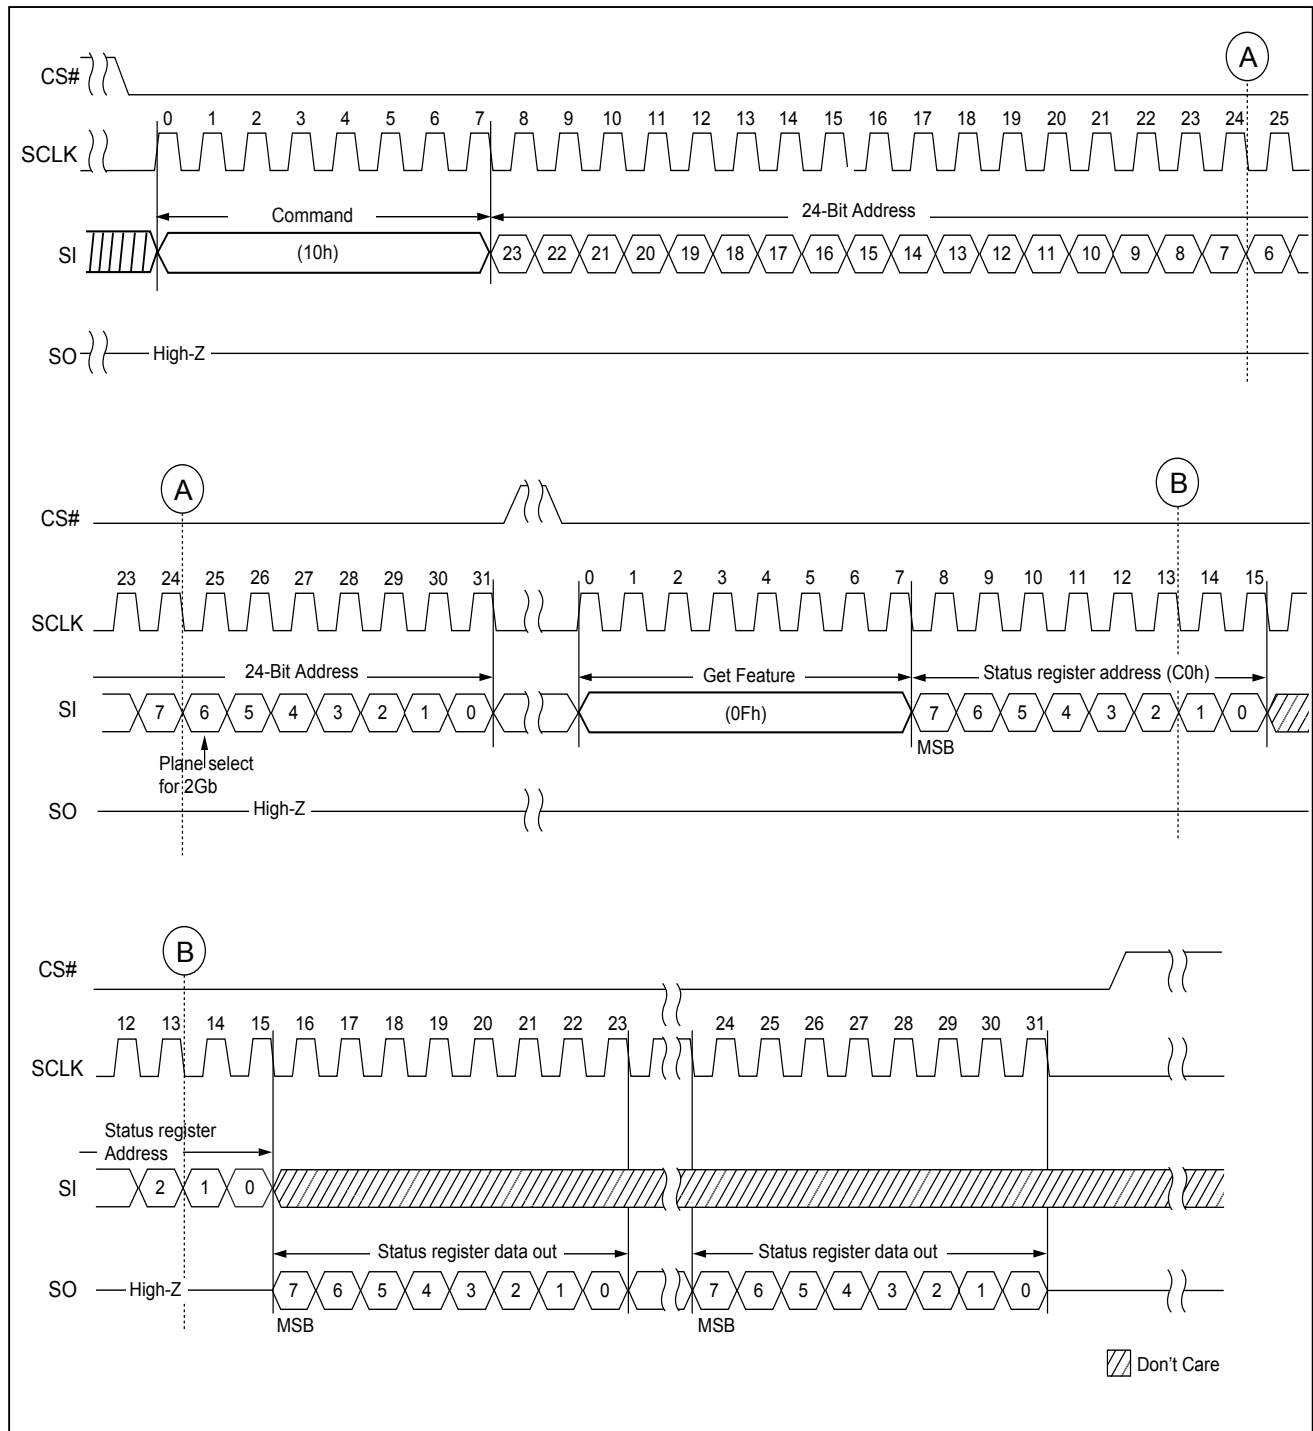 A
CS#
0 1 2 3 4 5 6 7 8 9 10 11 12 13 14 15 16 17 18 19 20 21 22 23 24 25
SCLK
Command 24-Bit Address
SI (10h) 23 22 21 20 19 18 17 16 15 14 13 12 11 10 9 8 7 6
SO High-Z
A B
CS#
23 24 25 26 27 28 29 30 31 0 1 2 3 4 5 6 7 8 9 10 11 12 13 14 15
SCLK
24-Bit Address Get Feature Status register address (C0h)
SI 7 6 5 4 3 2 1 0 (0Fh) 7 6 5 4 3 2 1 0
MSB
Plane select
for 2Gb
SO High-Z
B
CS#
12 13 14 15 16 17 18 19 20 21 22 23 24 25 26 27 28 29 30 31
SCLK
Status register
Address
SI 2 1 0
Status register data out Status register data out
SO High-Z 7 6 5 4 3 2 1 0 7 6 5 4 3 2 1 0
MSB MSB
Don't Care